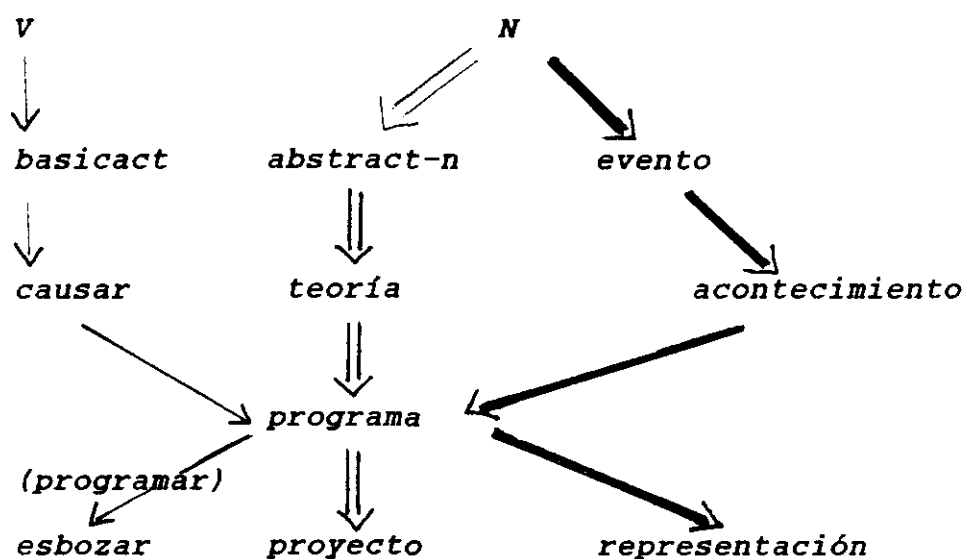 V N
basicact abstract-n evento
causar teoría acontecimiento
programa
(programar)
esbozar proyecto representación